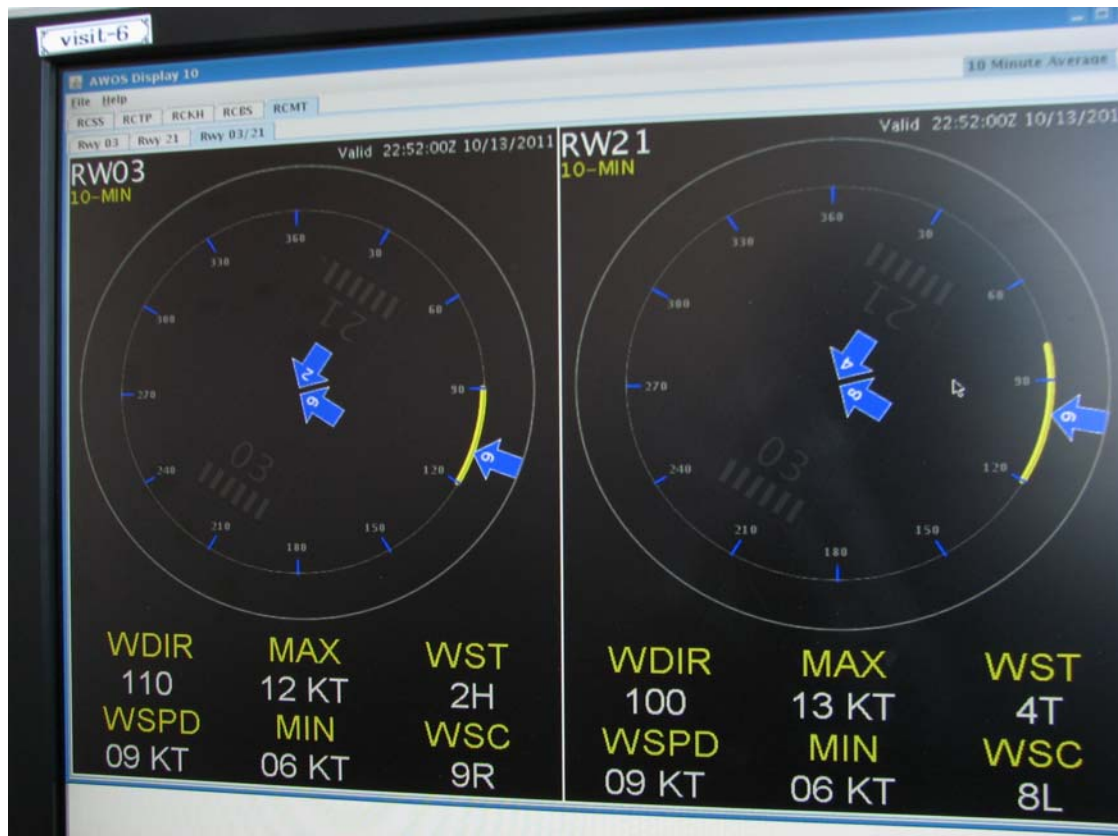 visit-6
AWOS Display 10
10 Minute Average
File Help
RCSS RCTP RCKH RCBS RCMT
Rwy 03 Rwy 21 Rwy 03/21
RW03
Valid 22:52:00Z 10/13/2011
10-MIN
360
330
30
300
60
21
2
270
90
9
9
240
120
03
210
150
180
WDIR MAX WST
110 12 KT 2H
WSPD MIN WSC
09 KT 06 KT 9R
RW21
Valid 22:52:00Z 10/13/201
10-MIN
360
330
30
300
60
21
4
270
90
8
9
240
120
03
210
150
180
WDIR MAX WST
100 13 KT 4T
WSPD MIN WSC
09 KT 06 KT 8L